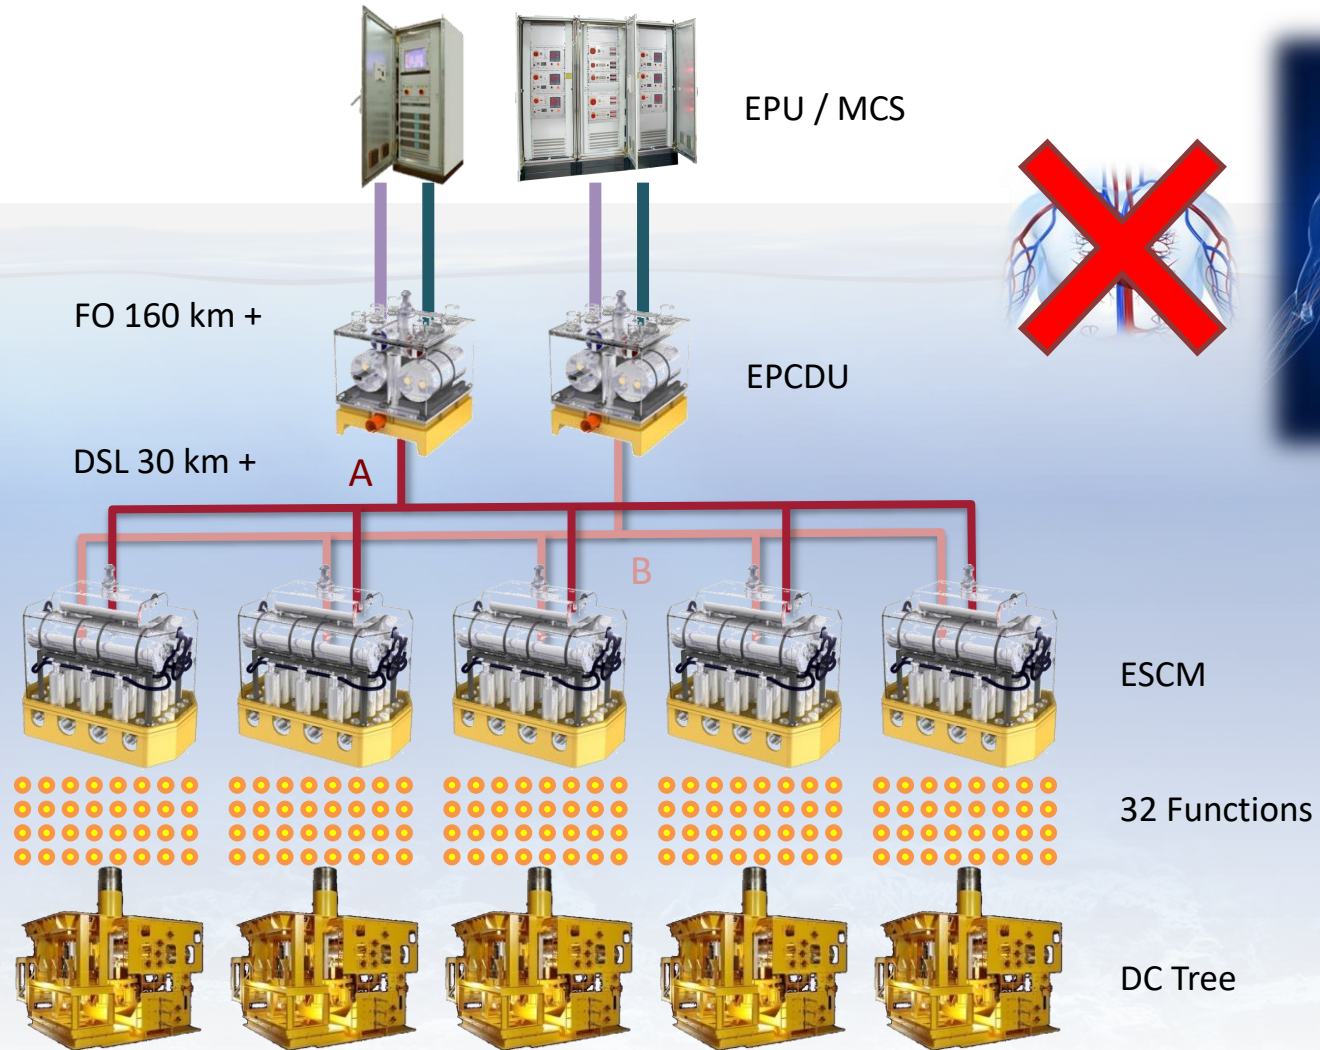 EPU / MCS
FO 160 km +
EPCDU
DSL 30 km +
A
B
ESCM
32 Functions
DC Tree